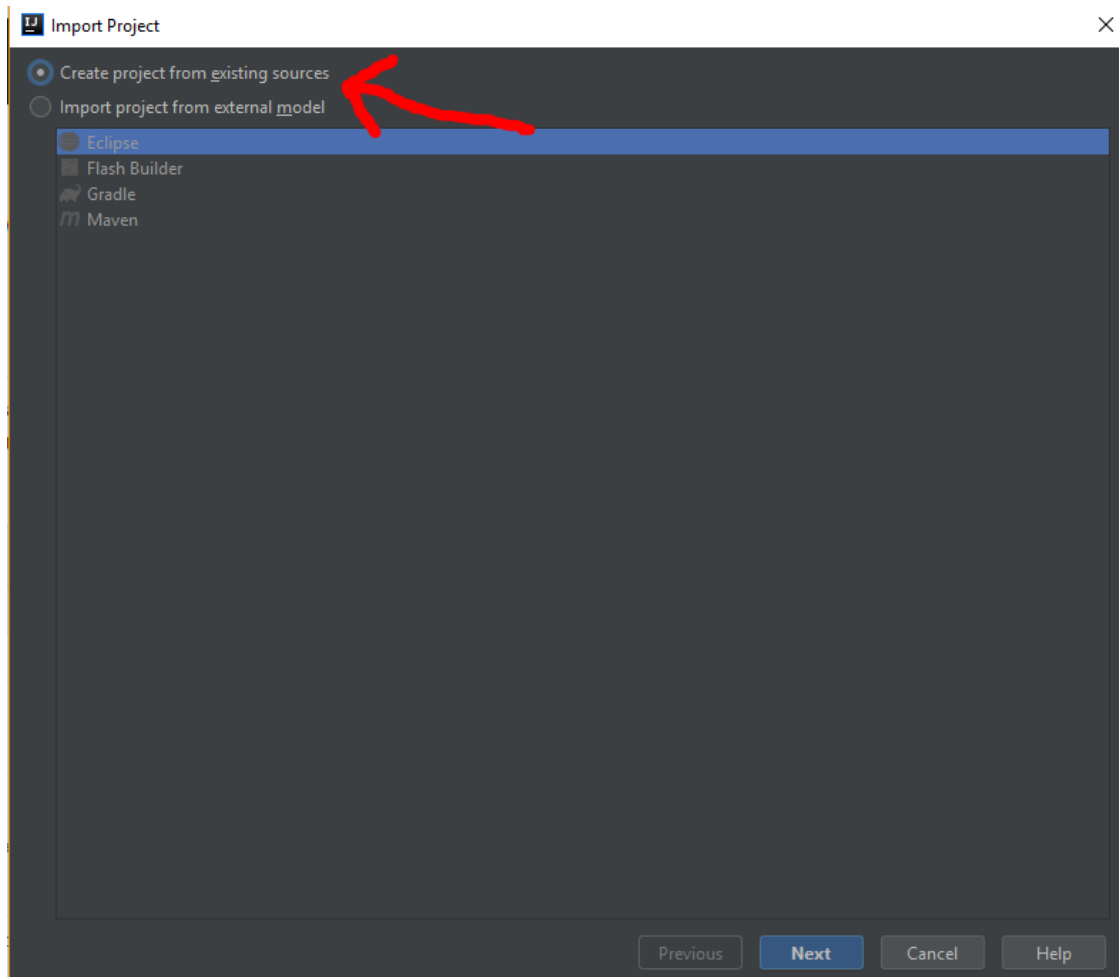 IJ Import Project
Create project from existing sources
Import project from external model
Eclipse
Flash Builder
Gradle
m Maven
Previous Next Cancel Help